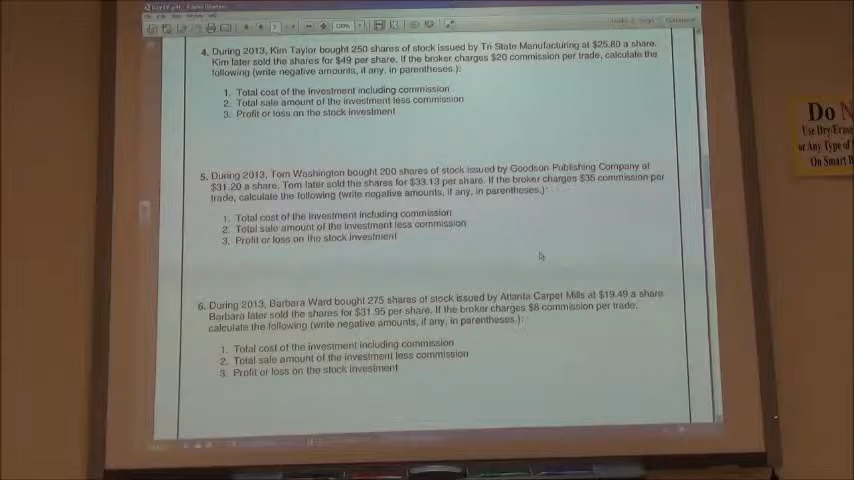 4. During 2013, Kim Taylor bought 250 shares of stock issued by Tri State Manufacturing at $25.80 a share.
Kim later sold the shares for $49 per share. If the broker charges $20 commission per trade, calculate the
following (write negative amounts, if any, in parentheses.):
1. Total cost of the investment including commission
2. Total sale amount of the investment less commission
3. Profit or loss on the stock investment
5. During 2013, Tom Washington bought 200 shares of stock issued by Goodson Publishing Company at
$31.20 a share. Tom later sold the shares for $33.13 per share. If the broker charges $35 commission per
trade, calculate the following (write negative amounts, if any, in parentheses.):
1. Total cost of the investment including commission
2. Total sale amount of the investment less commission
3. Profit or loss on the stock investment
6. During 2013, Barbara Ward bought 275 shares of stock issued by Atlanta Carpet Mills at $19.49 a share.
Barbara later sold the shares for $31.95 per share. If the broker charges $8 commission per trade,
calculate the following (write negative amounts, if any, in parentheses.):
1. Total cost of the investment including commission
2. Total sale amount of the investment less commission
3. Profit or loss on the stock investment
Do N
Use Dry Erase
or Any Type of
On Smart B